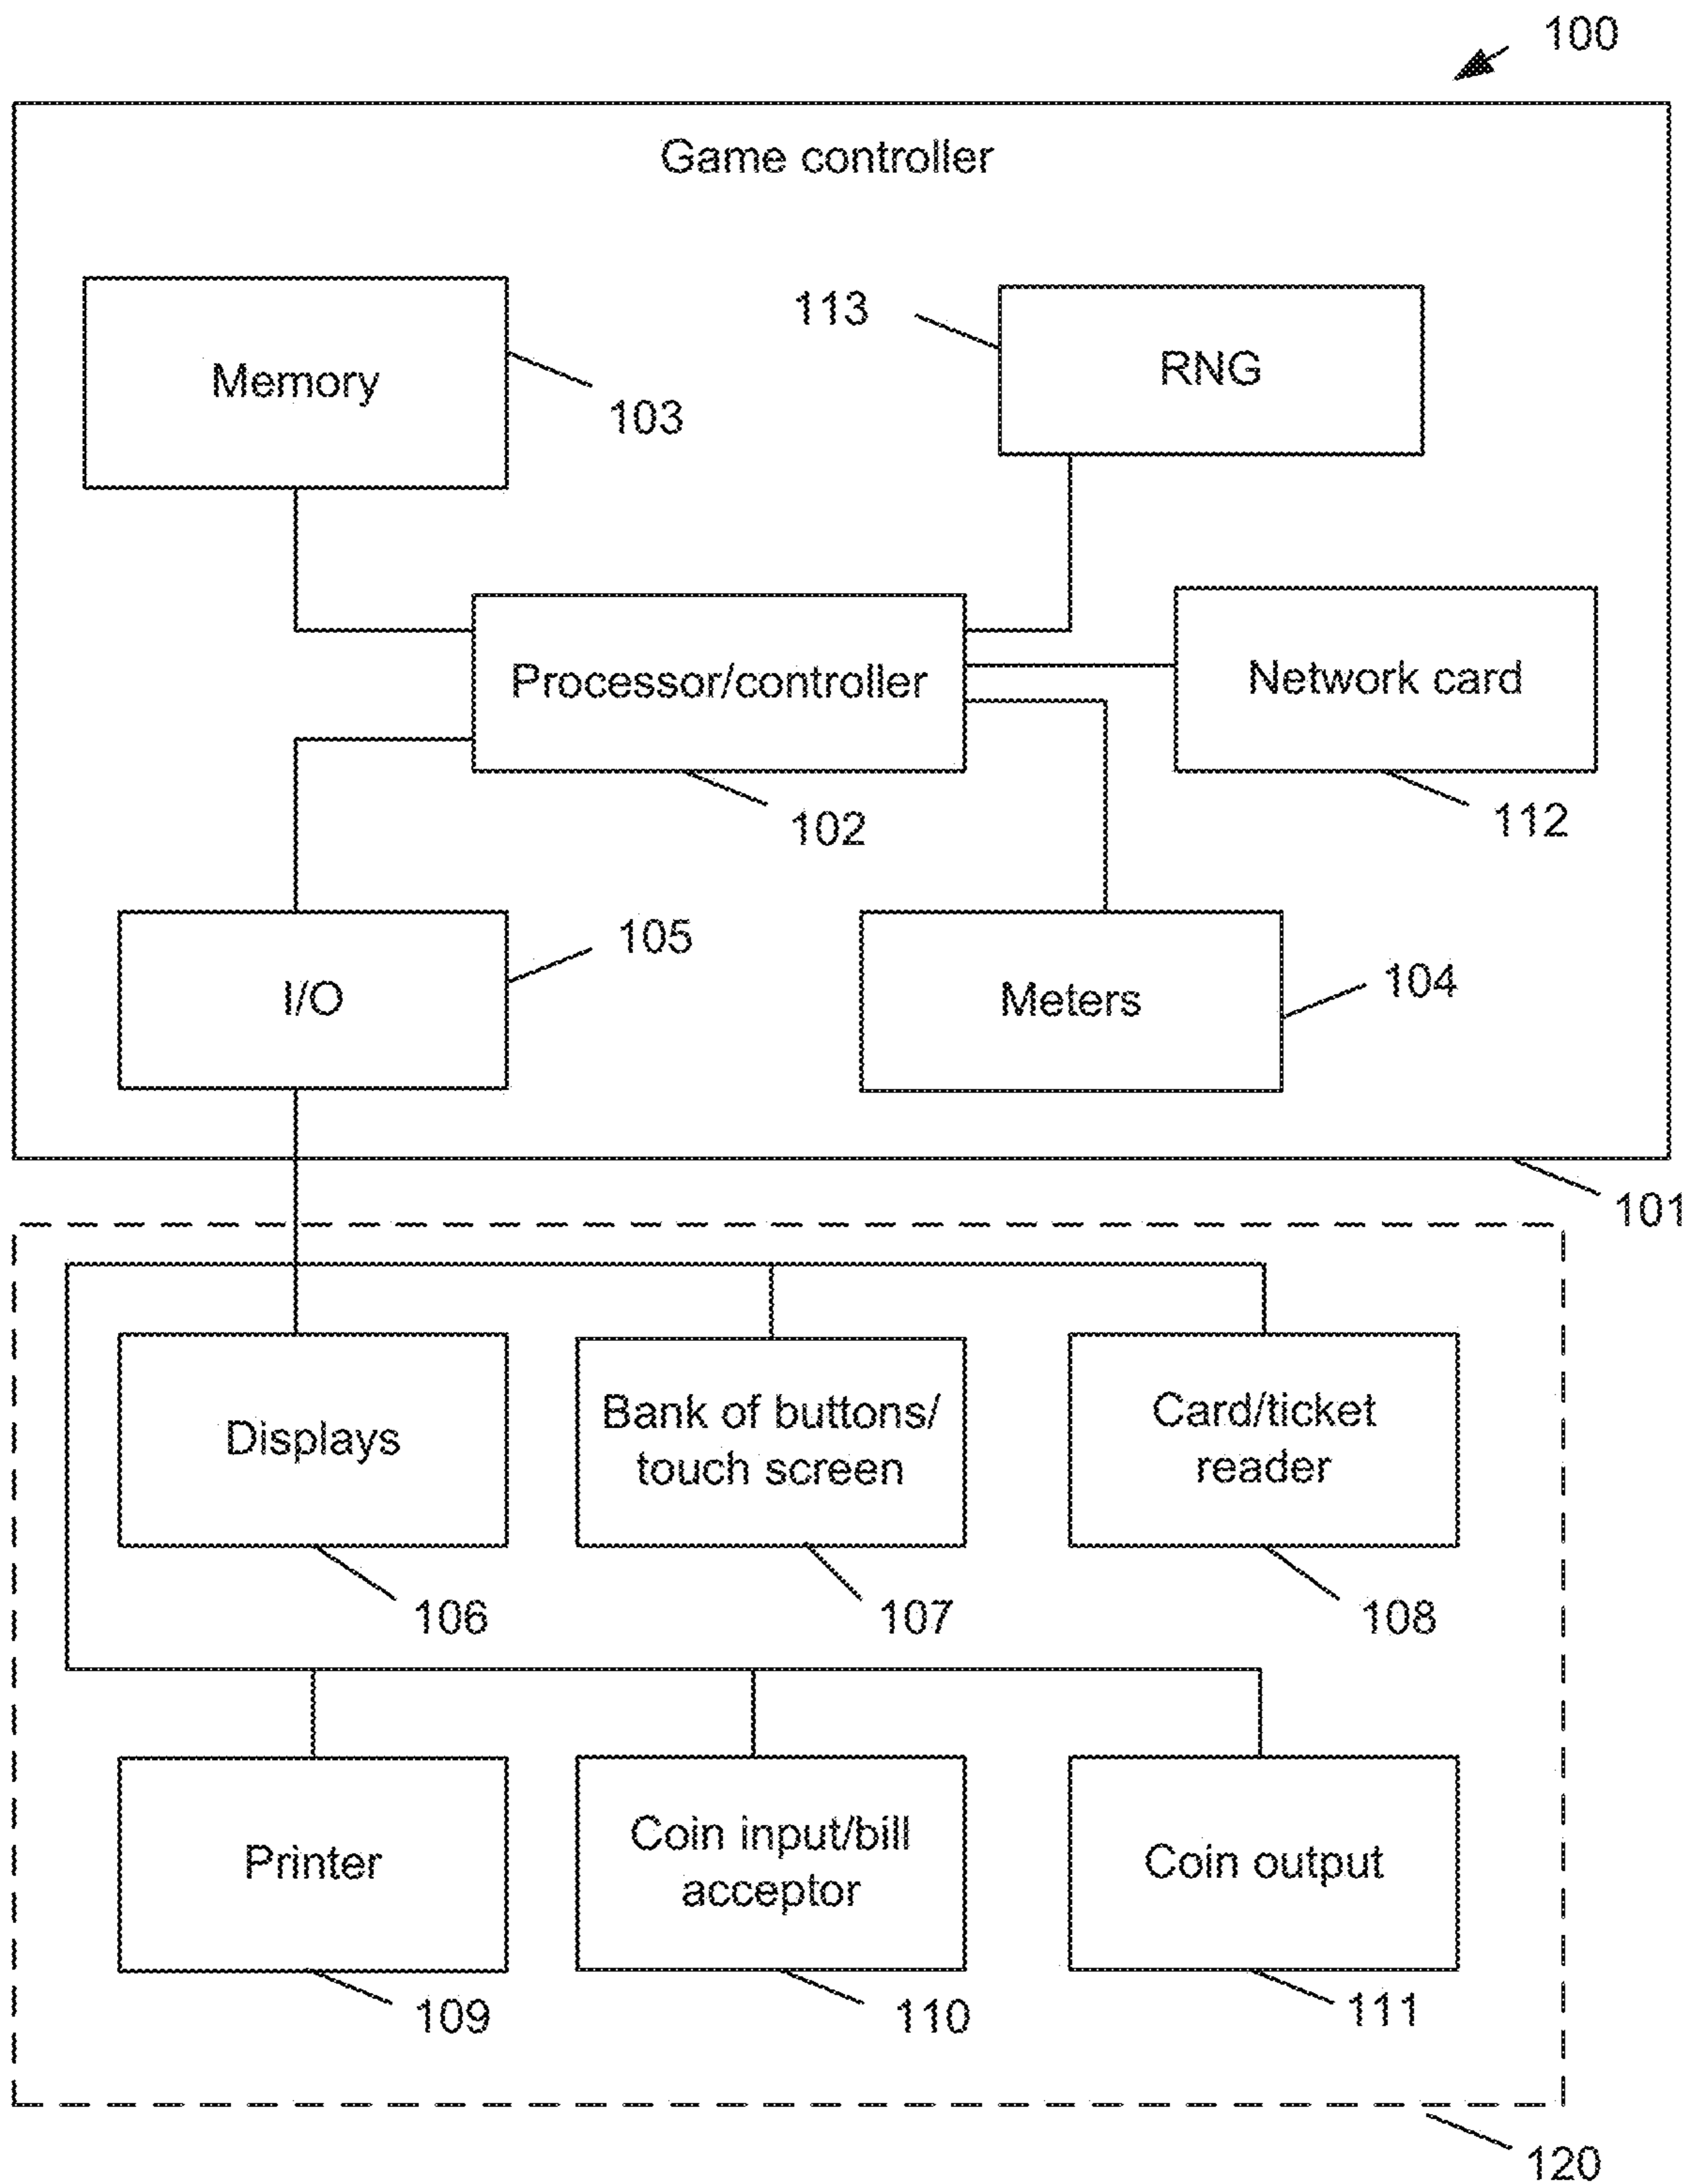 100
Game controller
113
RNG
Memory
103
Processor/controller
Network card
102
112
105
I/O
104
Meters
101
Displays
Bank of buttons/
touch screen
Card/ticket
reader
106
107
108
Printer
Coin input/bill
acceptor
Coin output
109
110
111
120